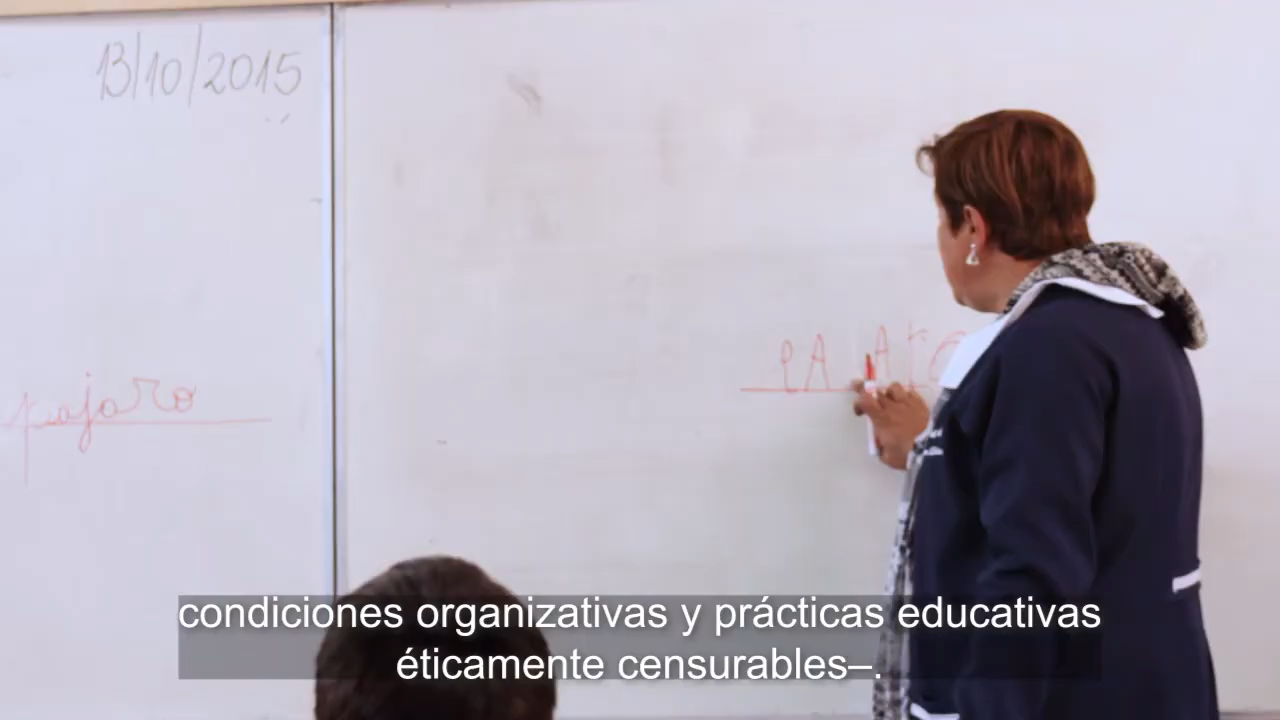 13/10/2015
pajaro
condiciones organizativas y prácticas educativas
éticamente censurables–.